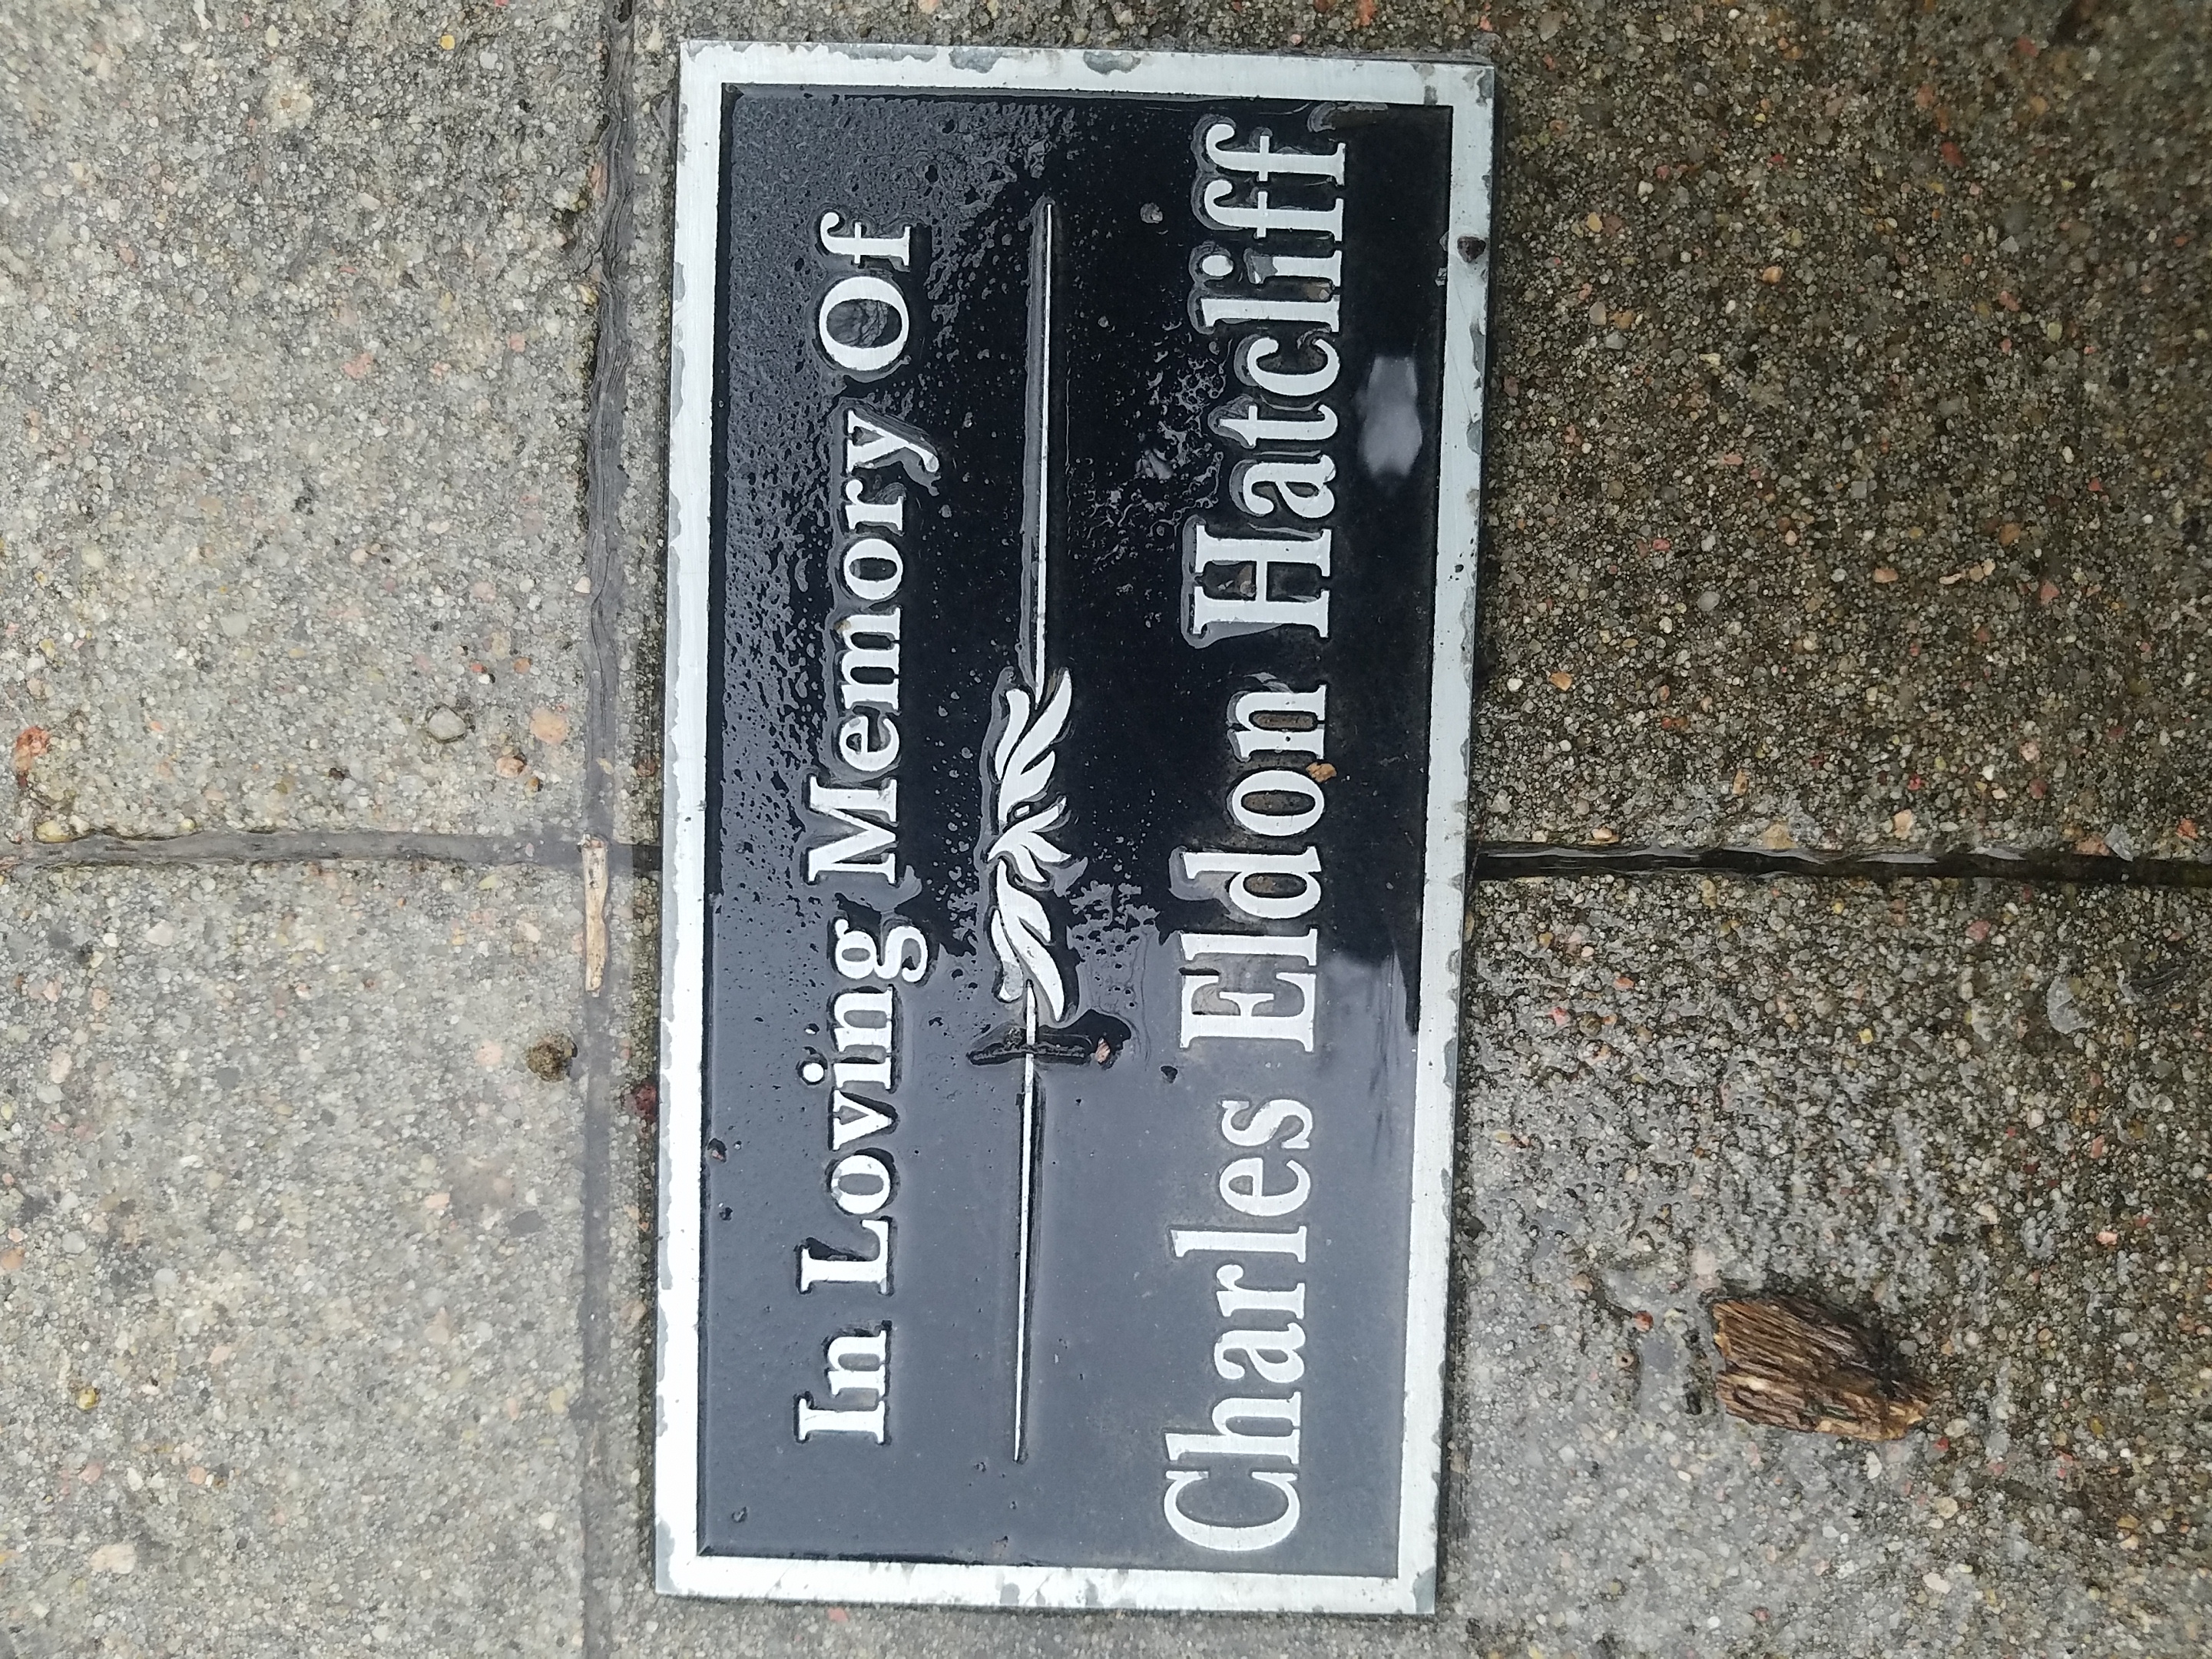 In Loving Memory Of
Charles Eldon Hatcliff